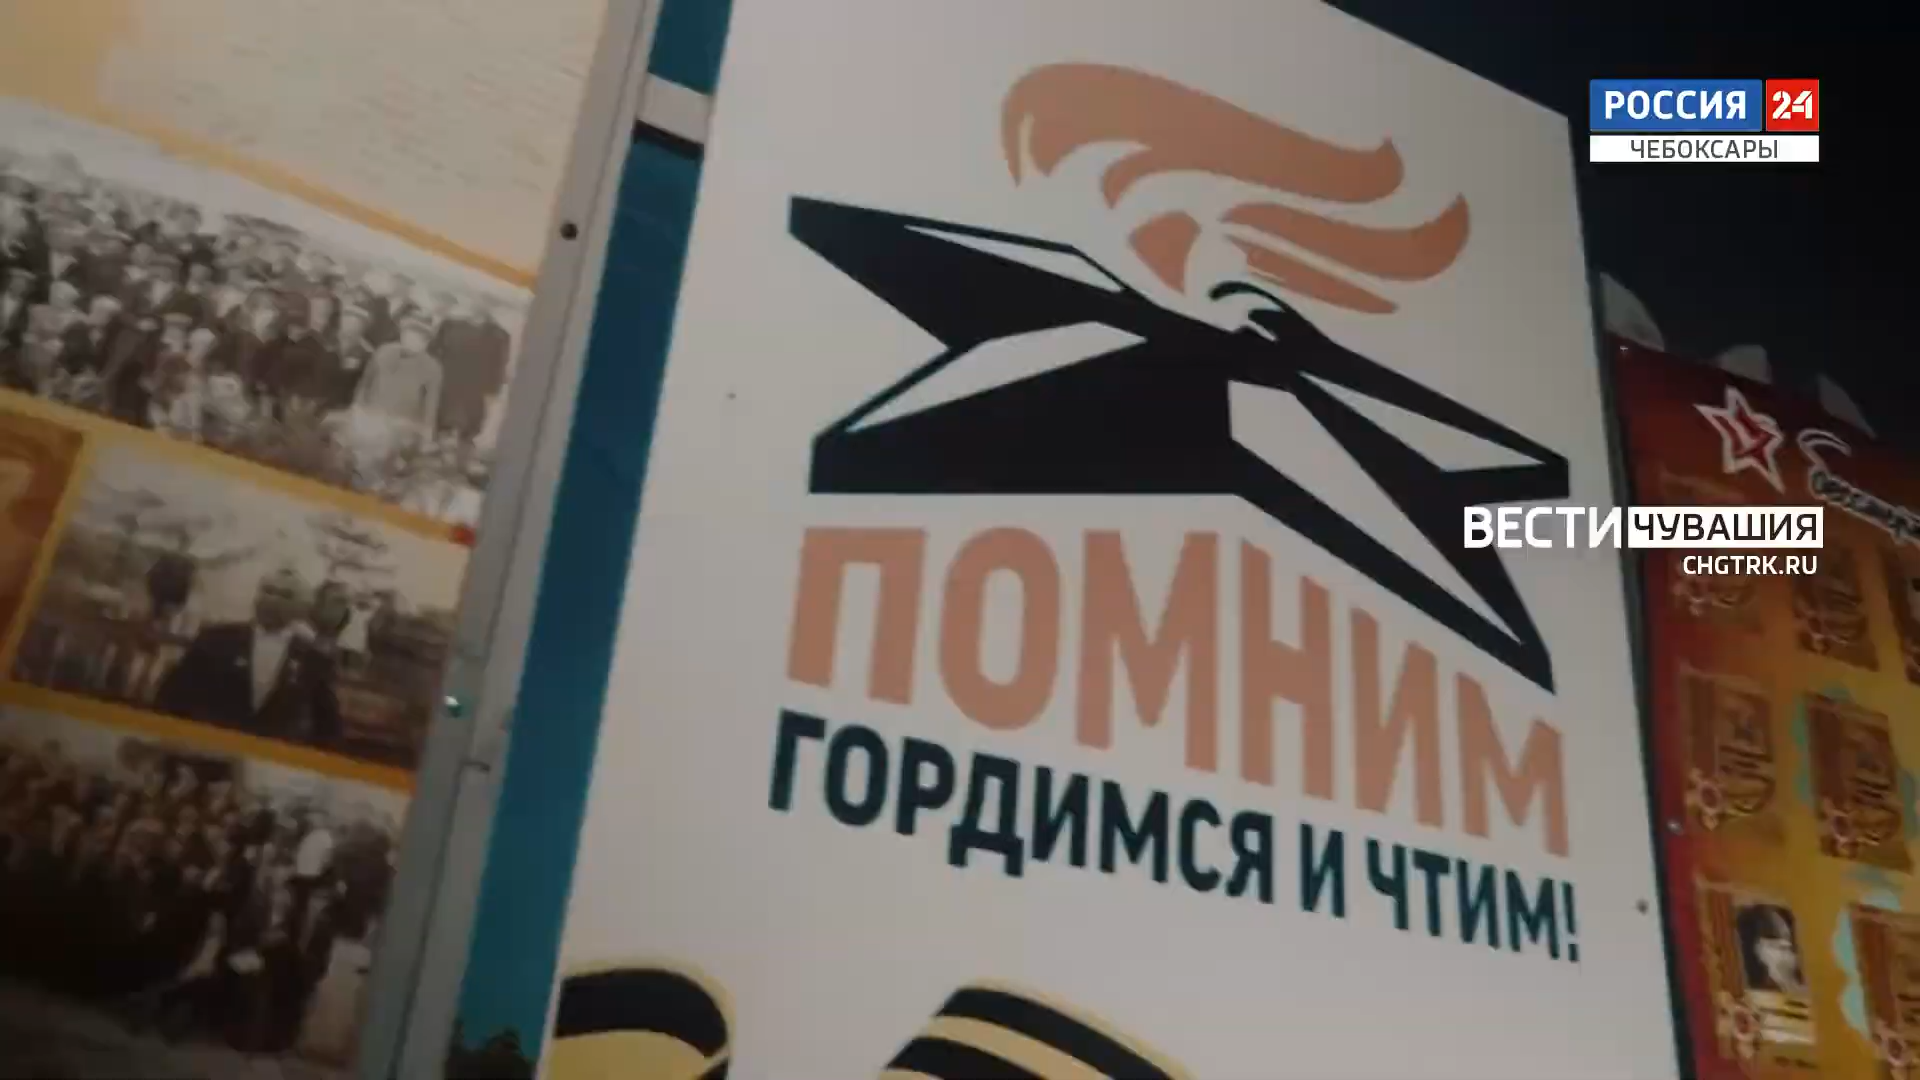 РОССИЯ 24
ЧЕБОКСАРЫ
ВЕСТИ ЧУВАШИЯ
CHGTRK.RU
ПОМНИМ
ГОРДИМСЯ И ЧТИМ!